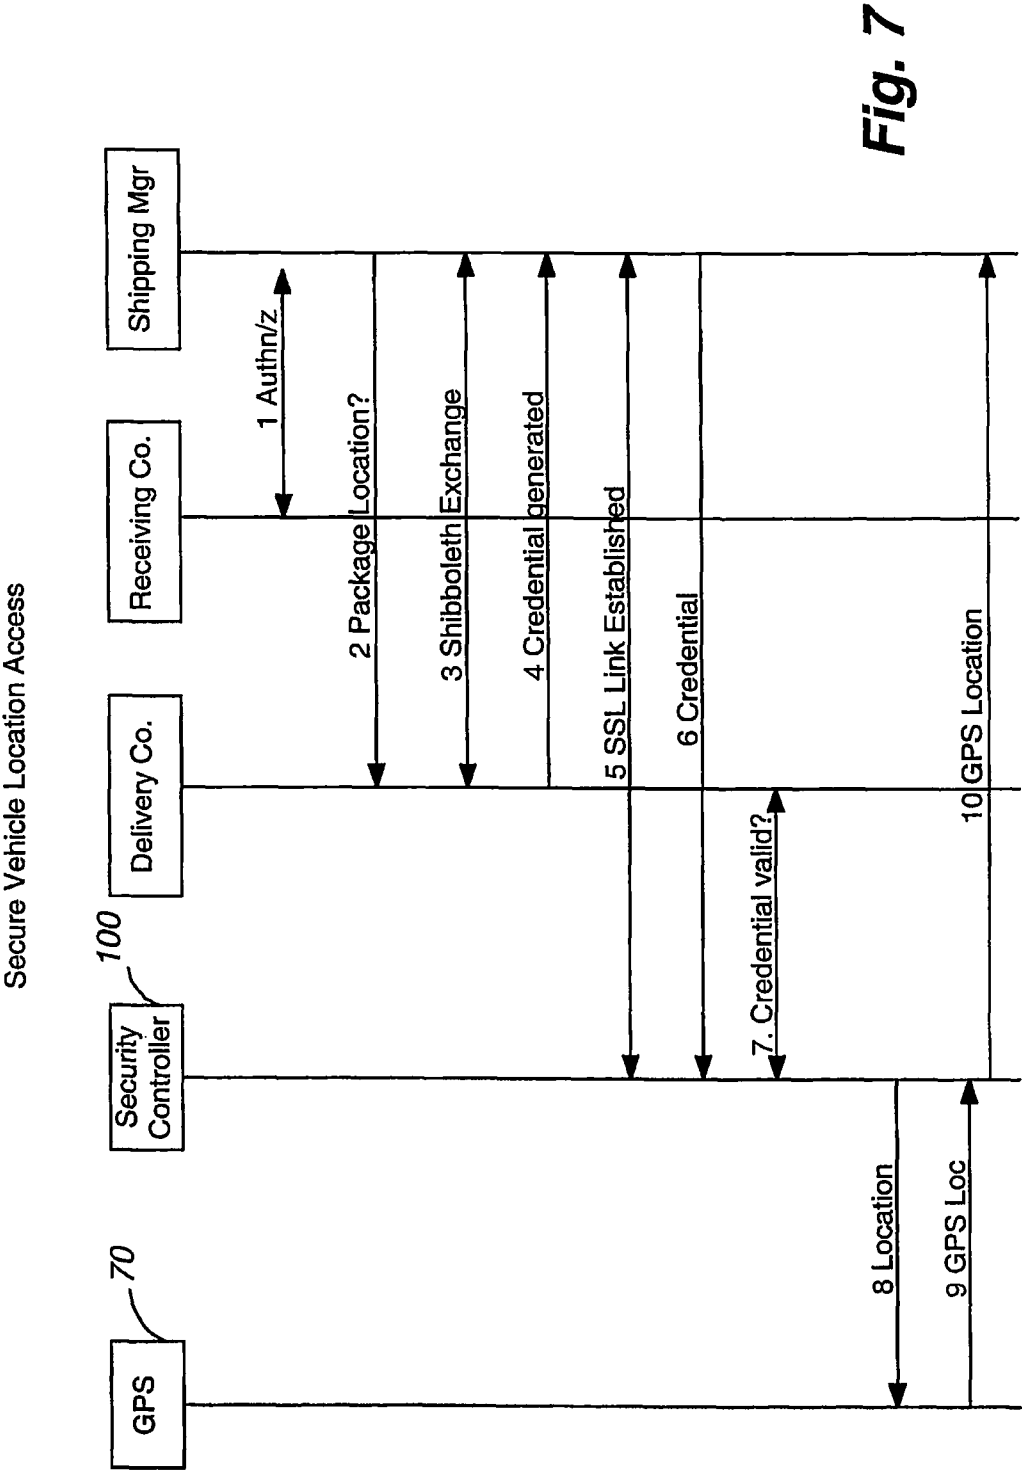 Secure Vehicle Location Access
70
100
GPS
Security
Controller
Delivery Co.
Receiving Co.
Shipping Mgr
1 Authn/z
2 Package Location?
3 Shibboleth Exchange
4 Credential generated
5 SSL Link Established
6 Credential
7. Credential valid?
8 Location
9 GPS Loc
10 GPS Location
Fig. 7